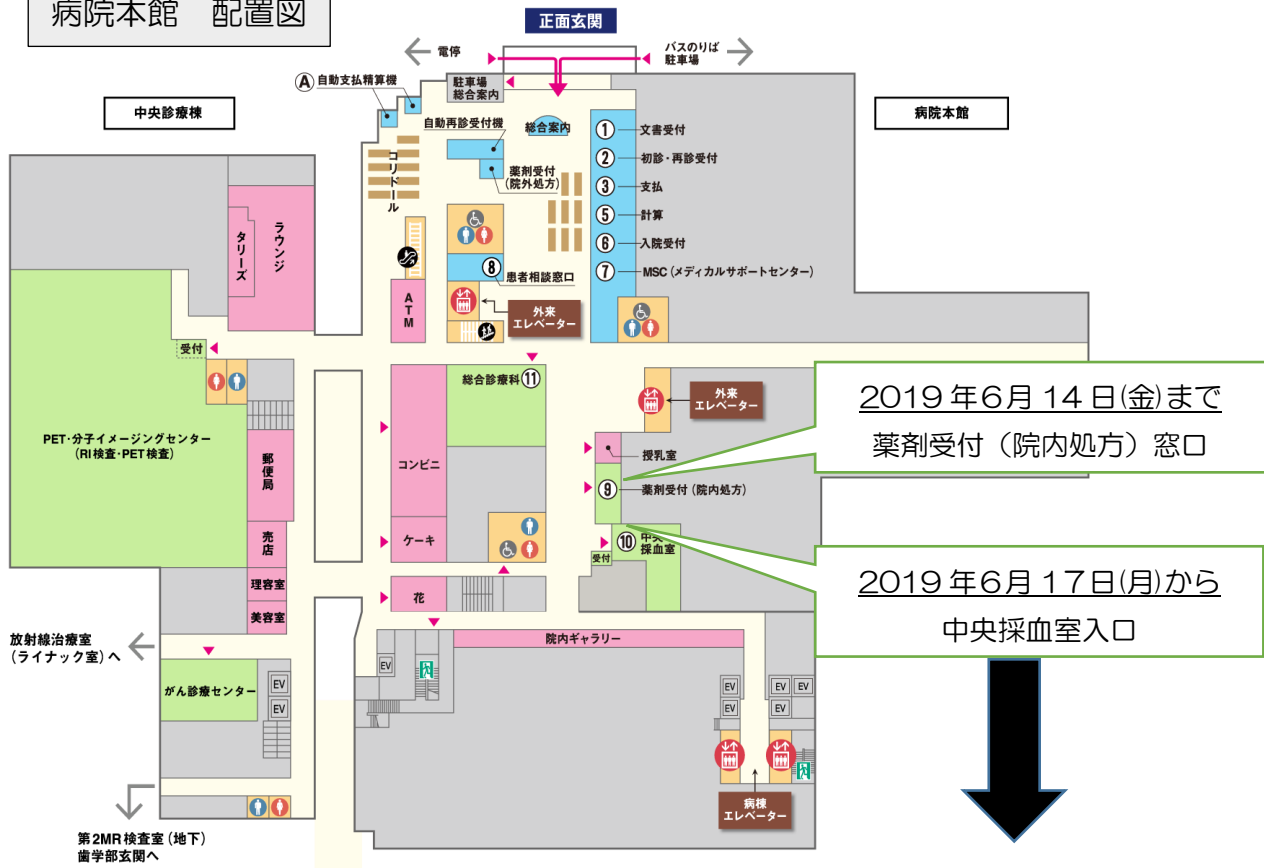 病院本館　配置図
正面玄関
電停
バスのりば
駐車場
Ⓐ 自動支払精算機
駐車場
総合案内
中央診療棟
病院本館
自動再診受付機
総合案内
薬剤受付
(院外処方)
コリドール
① 文書受付
② 初診・再診受付
③ 支払
⑤ 計算
⑥ 入院受付
⑦ MSC (メディカルサポートセンター)
ラウンジ
タリーズ
⑧ 患者相談窓口
ATM
外来
エレベーター
受付
総合診療科 ⑪
外来
エレベーター
2019年6月14日(金)まで
薬剤受付（院内処方）窓口
PET・分子イメージングセンター
(RI検査・PET検査)
郵便局
コンビニ
授乳室
⑨ 薬剤受付 (院内処方)
売店
ケーキ
⑩ 中央
採血室
受付
理容室
美容室
花
2019年6月17日(月)から
中央採血室入口
放射線治療室
(ライナック室) へ
院内ギャラリー
がん診療センター
EV
EV
EV
EV
EV
EV
EV
EV
病棟
エレベーター
第2MR検査室 (地下)
歯学部玄関へ